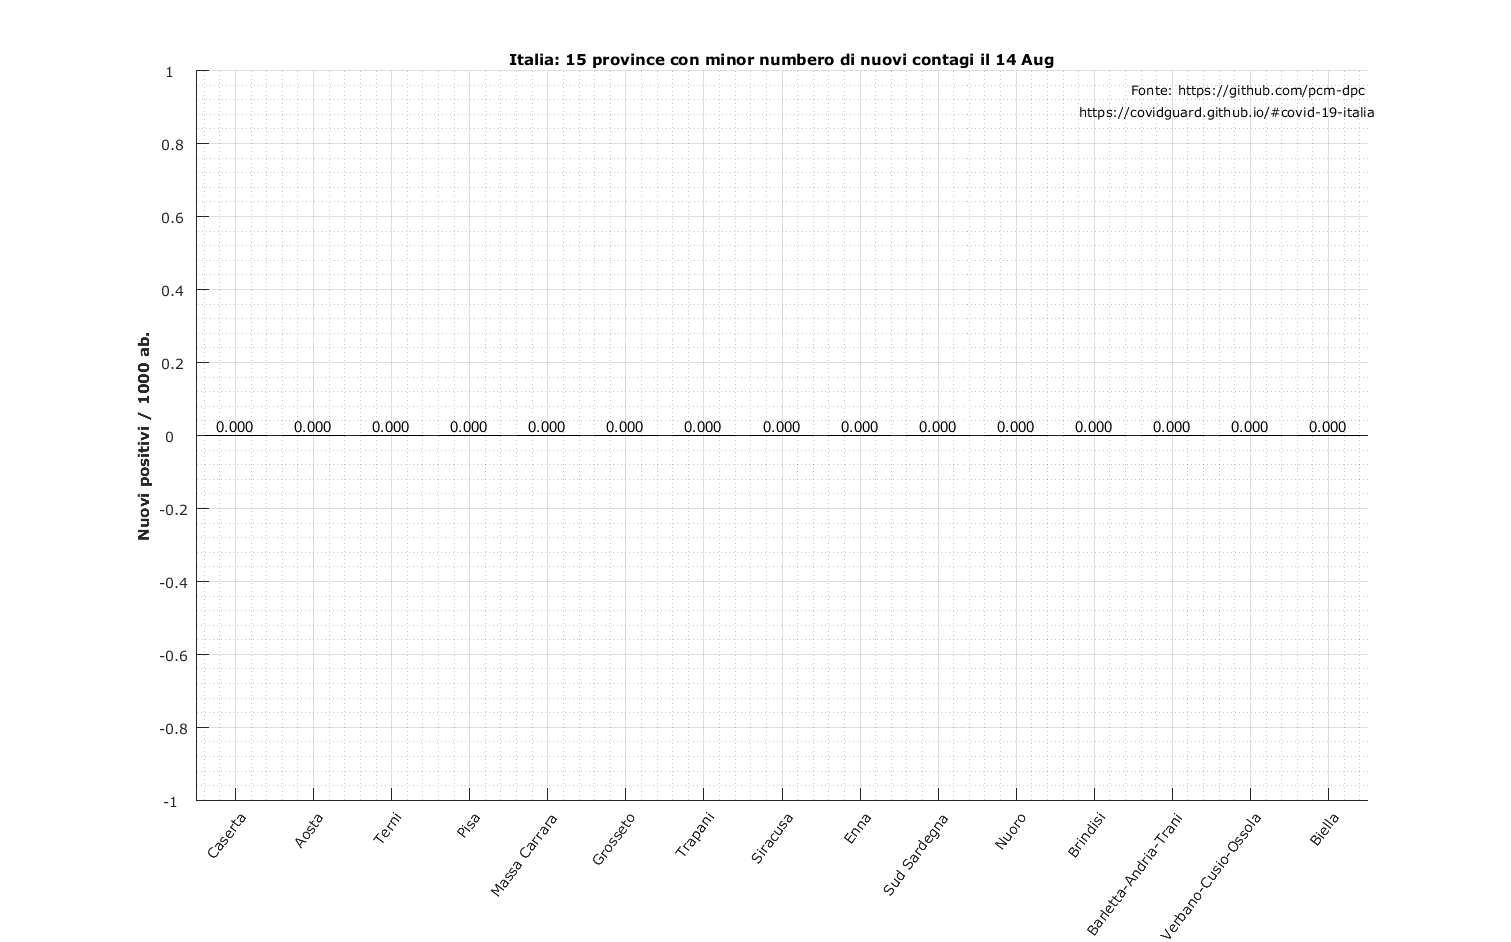 Italia: 15 province con minor numbero di nuovi contagi il 14 Aug
Fonte: https://github.com/pcm-dpc
https://covidguard.github.io/#covid-19-italia
Nuovi positivi / 1000 ab.
1
0.8
0.6
0.4
0.2
0
-0.2
-0.4
-0.6
-0.8
-1
0.000 0.000 0.000 0.000 0.000 0.000 0.000 0.000 0.000 0.000 0.000 0.000 0.000 0.000 0.000
Caserta
Aosta
Terni
Pisa
Massa Carrara
Grosseto
Trapani
Siracusa
Enna
Sud Sardegna
Nuoro
Brindisi
Barletta-Andria-Trani
Verbano-Cusio-Ossola
Biella